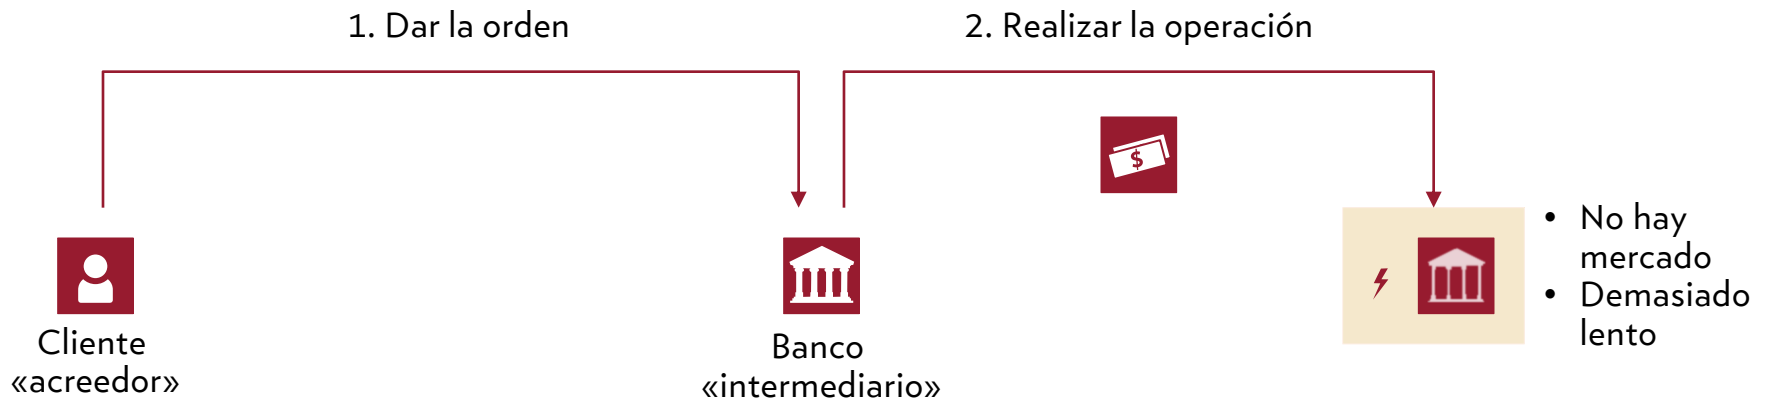 1. Dar la orden
2. Realizar la operación
$
• No hay
mercado
• Demasiado
lento
Cliente
«acreedor»
Banco
«intermediario»